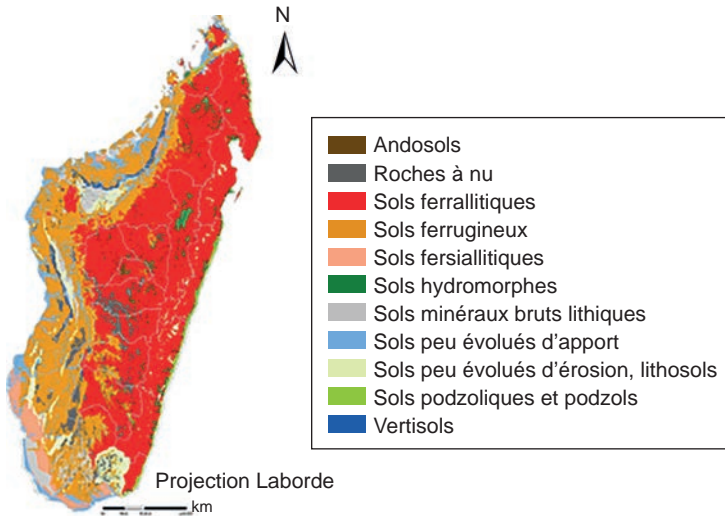 N
Andosols
Roches à nu
Sols ferrallitiques
Sols ferrugineux
Sols fersiallitiques
Sols hydromorphes
Sols minéraux bruts lithiques
Sols peu évolués d'apport
Sols peu évolués d'érosion, lithosols
Sols podzoliques et podzols
Vertisols
Projection Laborde
km